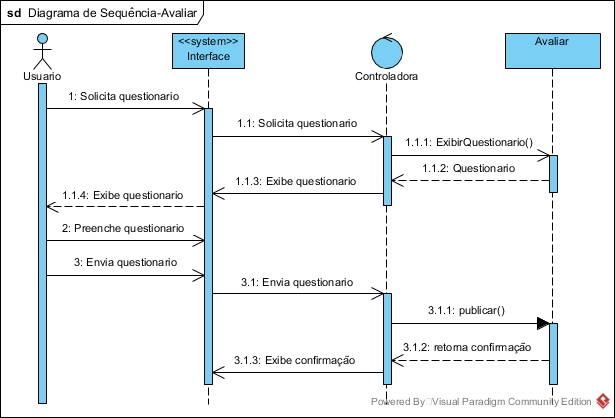 sd Diagrama de Sequência-Avaliar
Usuario
<<system>>
Interface
Controladora
Avaliar
1: Solicita questionario
1.1: Solicita questionario
1.1.1: ExibirQuestionario()
1.1.2: Questionario
1.1.3: Exibe questionario
1.1.4: Exibe questionario
2: Preenche questionario
3: Envia questionario
3.1: Envia questionario
3.1.1: publicar()
3.1.2: retorna confirmação
3.1.3: Exibe confirmação
Powered By Visual Paradigm Community Edition